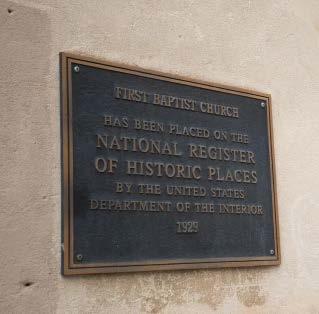 FIRST BAPTIST CHURCH
HAS BEEN PLACED ON THE
NATIONAL REGISTER
OF HISTORIC PLACES
BY THE UNITED STATES
DEPARTMENT OF THE INTERIOR
1929